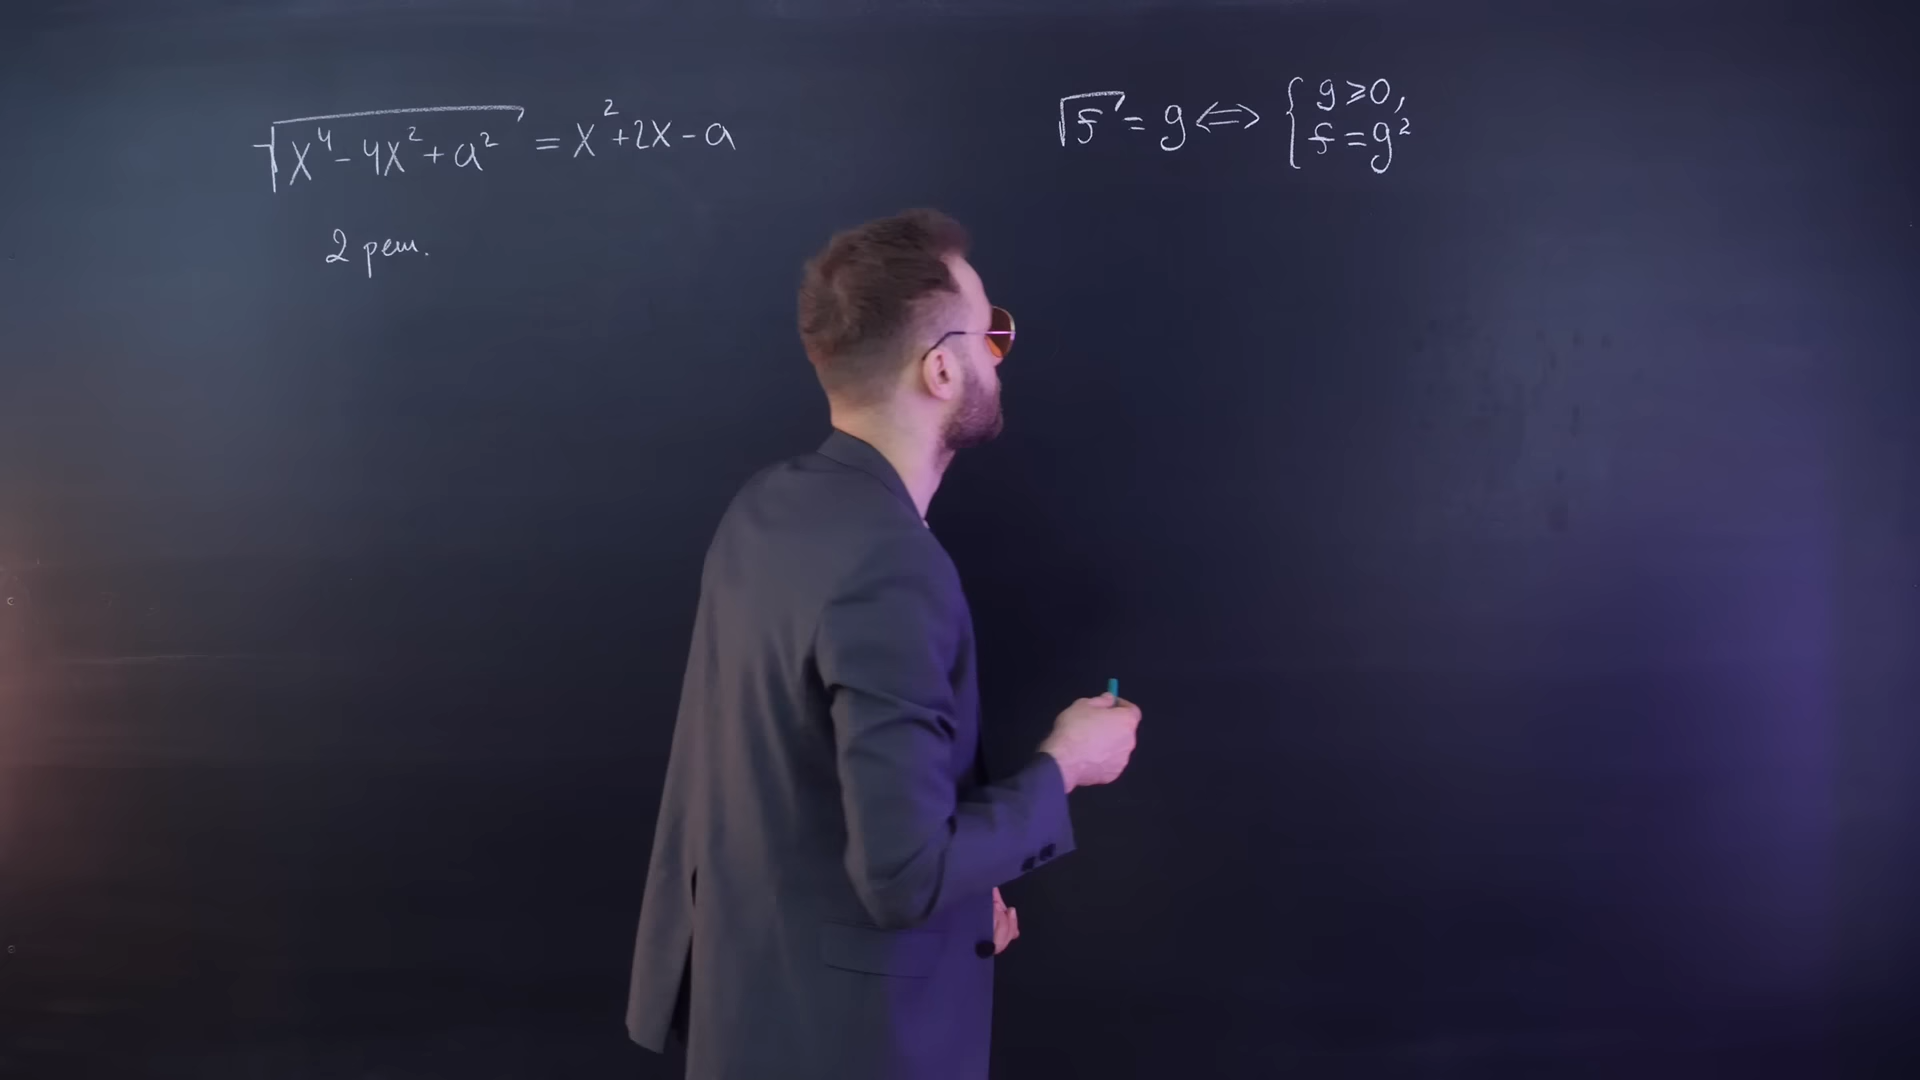 √(x⁴ - 4x² + a²) = x² + 2x - a
2 реш.
√f = g ⟺ { g ⩾ 0,
f = g²